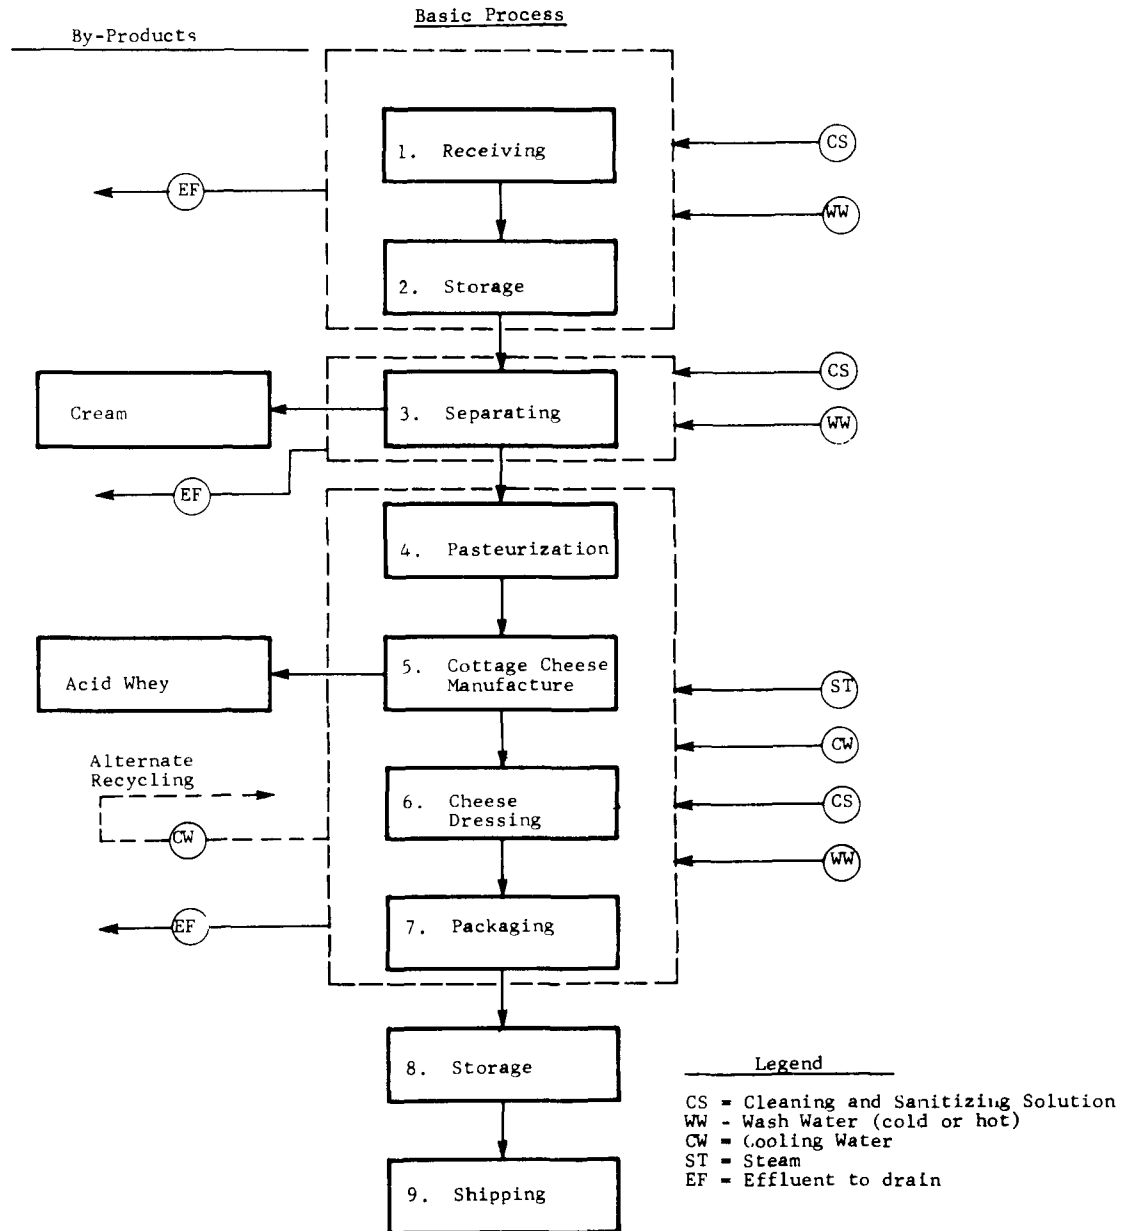 Basic Process
By-Products
1. Receiving
CS
EF
WW
2. Storage
CS
Cream
3. Separating
WW
EF
4. Pasteurization
5. Cottage Cheese
Manufacture
Acid Whey
ST
CW
Alternate
Recycling
6. Cheese
Dressing
CS
CW
WW
7. Packaging
EF
8. Storage
Legend
CS = Cleaning and Sanitizing Solution
WW - Wash Water (cold or hot)
CW = Cooling Water
ST = Steam
EF = Effluent to drain
9. Shipping